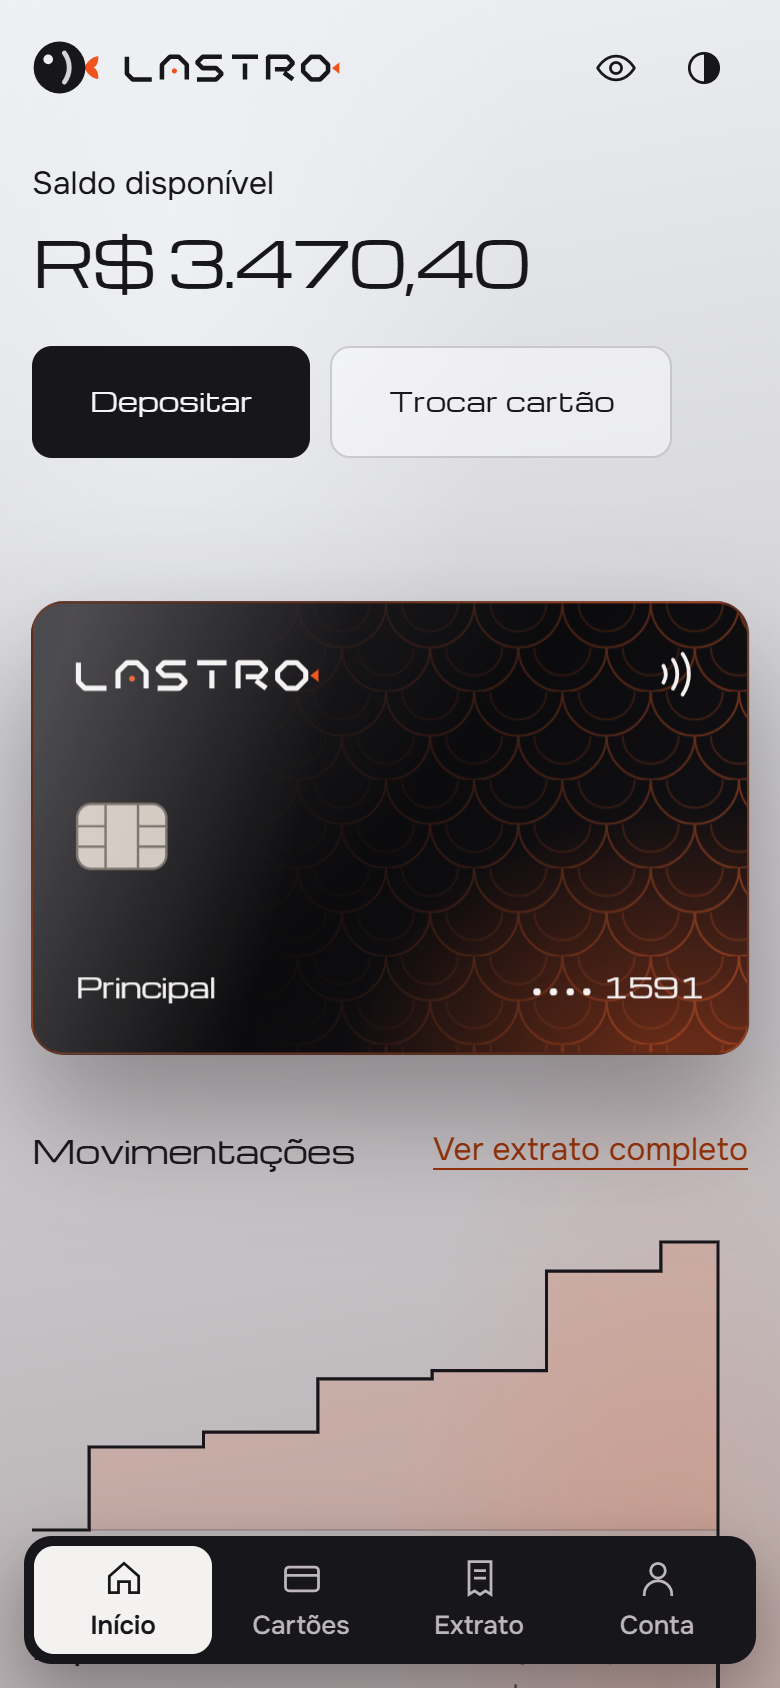 LASTRO
Saldo disponível
R$ 3.470,40
Depositar
Trocar cartão
LASTRO
Principal
•••• 1591
Movimentações
Ver extrato completo
Início
Cartões
Extrato
Conta